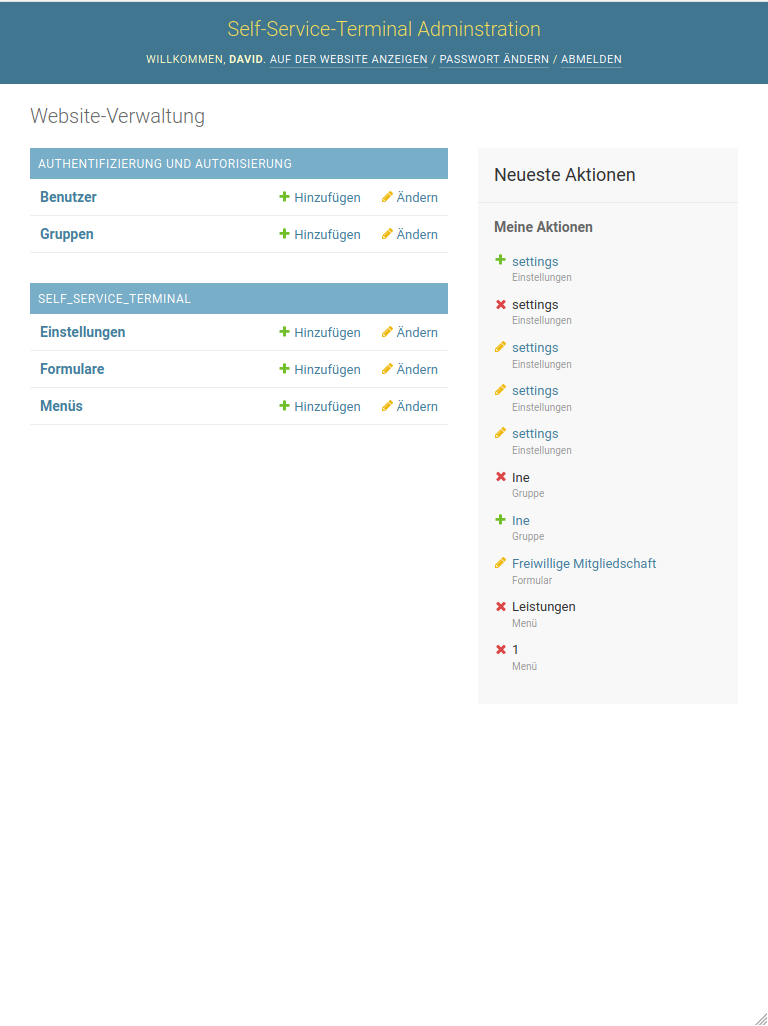 Self-Service-Terminal Adminstration
WILLKOMMEN, DAVID. AUF DER WEBSITE ANZEIGEN / PASSWORT ÄNDERN / ABMELDEN
Website-Verwaltung
AUTHENTIFIZIERUNG UND AUTORISIERUNG
Benutzer Hinzufügen Ändern
Gruppen Hinzufügen Ändern
SELF_SERVICE_TERMINAL
Einstellungen Hinzufügen Ändern
Formulare Hinzufügen Ändern
Menüs Hinzufügen Ändern
Neueste Aktionen
Meine Aktionen
settings
Einstellungen
settings
Einstellungen
settings
Einstellungen
settings
Einstellungen
settings
Einstellungen
Ine
Gruppe
Ine
Gruppe
Freiwillige Mitgliedschaft
Formular
Leistungen
Menü
1
Menü